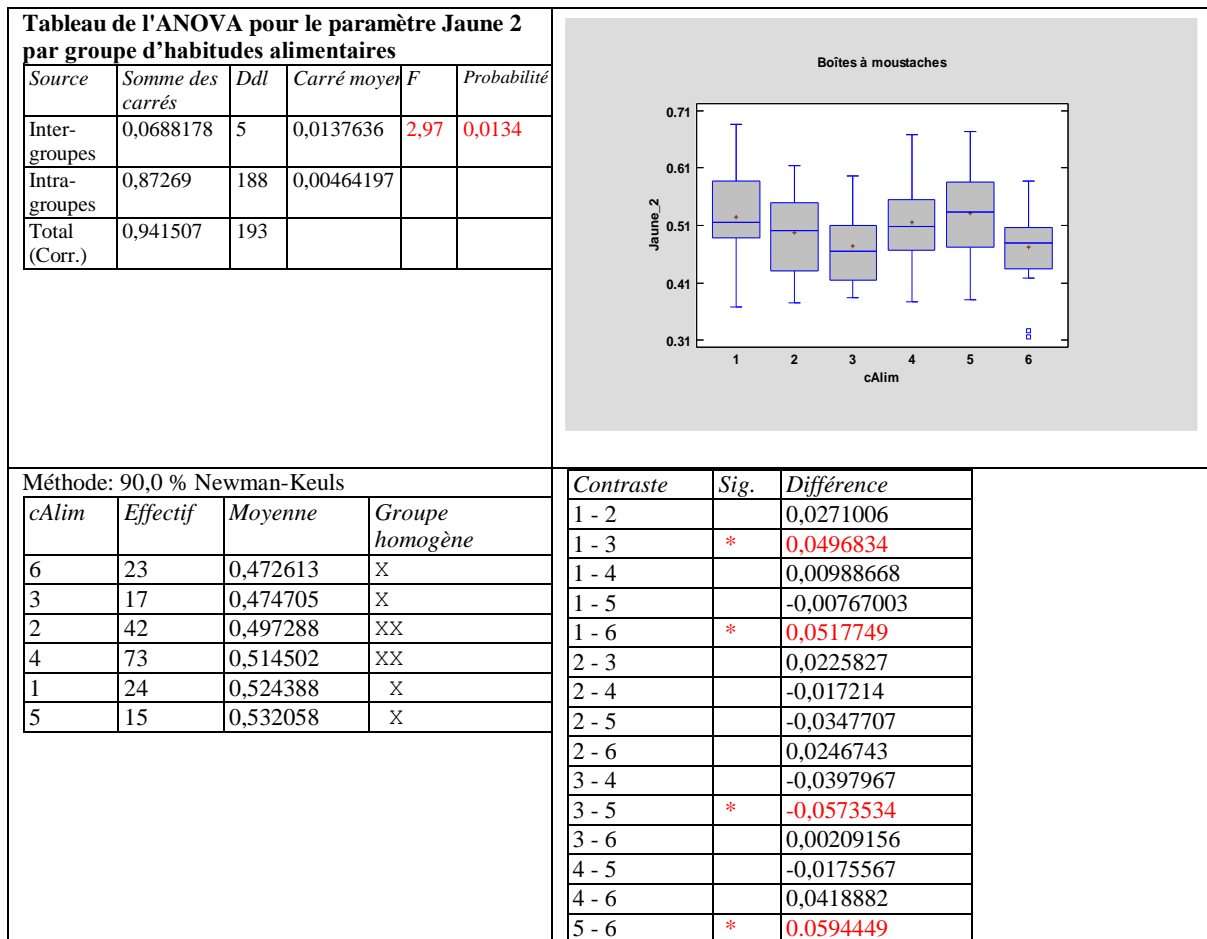 Tableau de l'ANOVA pour le paramètre Jaune 2
par groupe d’habitudes alimentaires
Source Somme des carrés Ddl Carré moyen F Probabilité
Inter-groupes 0,0688178 5 0,0137636 2,97 0,0134
Intra-groupes 0,87269 188 0,00464197
Total (Corr.) 0,941507 193
Boîtes à moustaches
Jaune_2
0.71
0.61
0.51
0.41
0.31
1 2 3 4 5 6
cAlim
Méthode: 90,0 % Newman-Keuls
cAlim Effectif Moyenne Groupe homogène
6 23 0,472613 X
3 17 0,474705 X
2 42 0,497288 XX
4 73 0,514502 XX
1 24 0,524388 X
5 15 0,532058 X
Contraste Sig. Différence
1 - 2 0,0271006
1 - 3 * 0,0496834
1 - 4 0,00988668
1 - 5 -0,00767003
1 - 6 * 0,0517749
2 - 3 0,0225827
2 - 4 -0,017214
2 - 5 -0,0347707
2 - 6 0,0246743
3 - 4 -0,0397967
3 - 5 * -0,0573534
3 - 6 0,00209156
4 - 5 -0,0175567
4 - 6 0,0418882
5 - 6 * 0.0594449